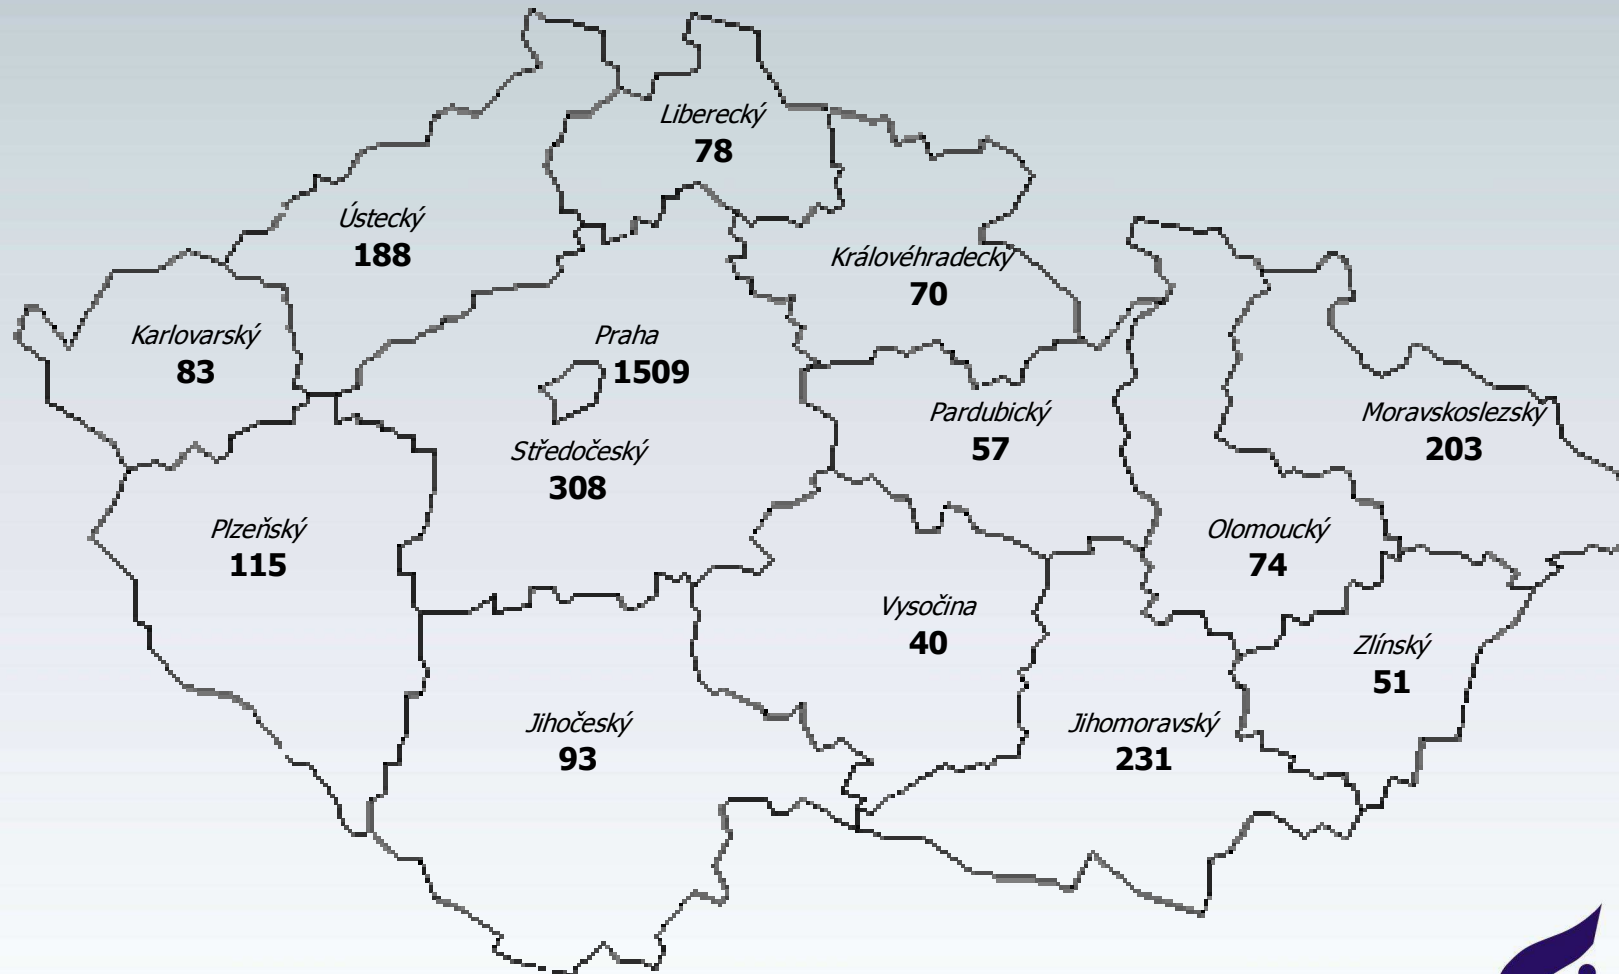 Liberecký
78
Ústecký
188
Královéhradecký
70
Karlovarský
83
Praha
1509
Pardubický
57
Moravskoslezský
203
Středočeský
308
Plzeňský
115
Olomoucký
74
Vysočina
40
Zlínský
51
Jihočeský
93
Jihomoravský
231